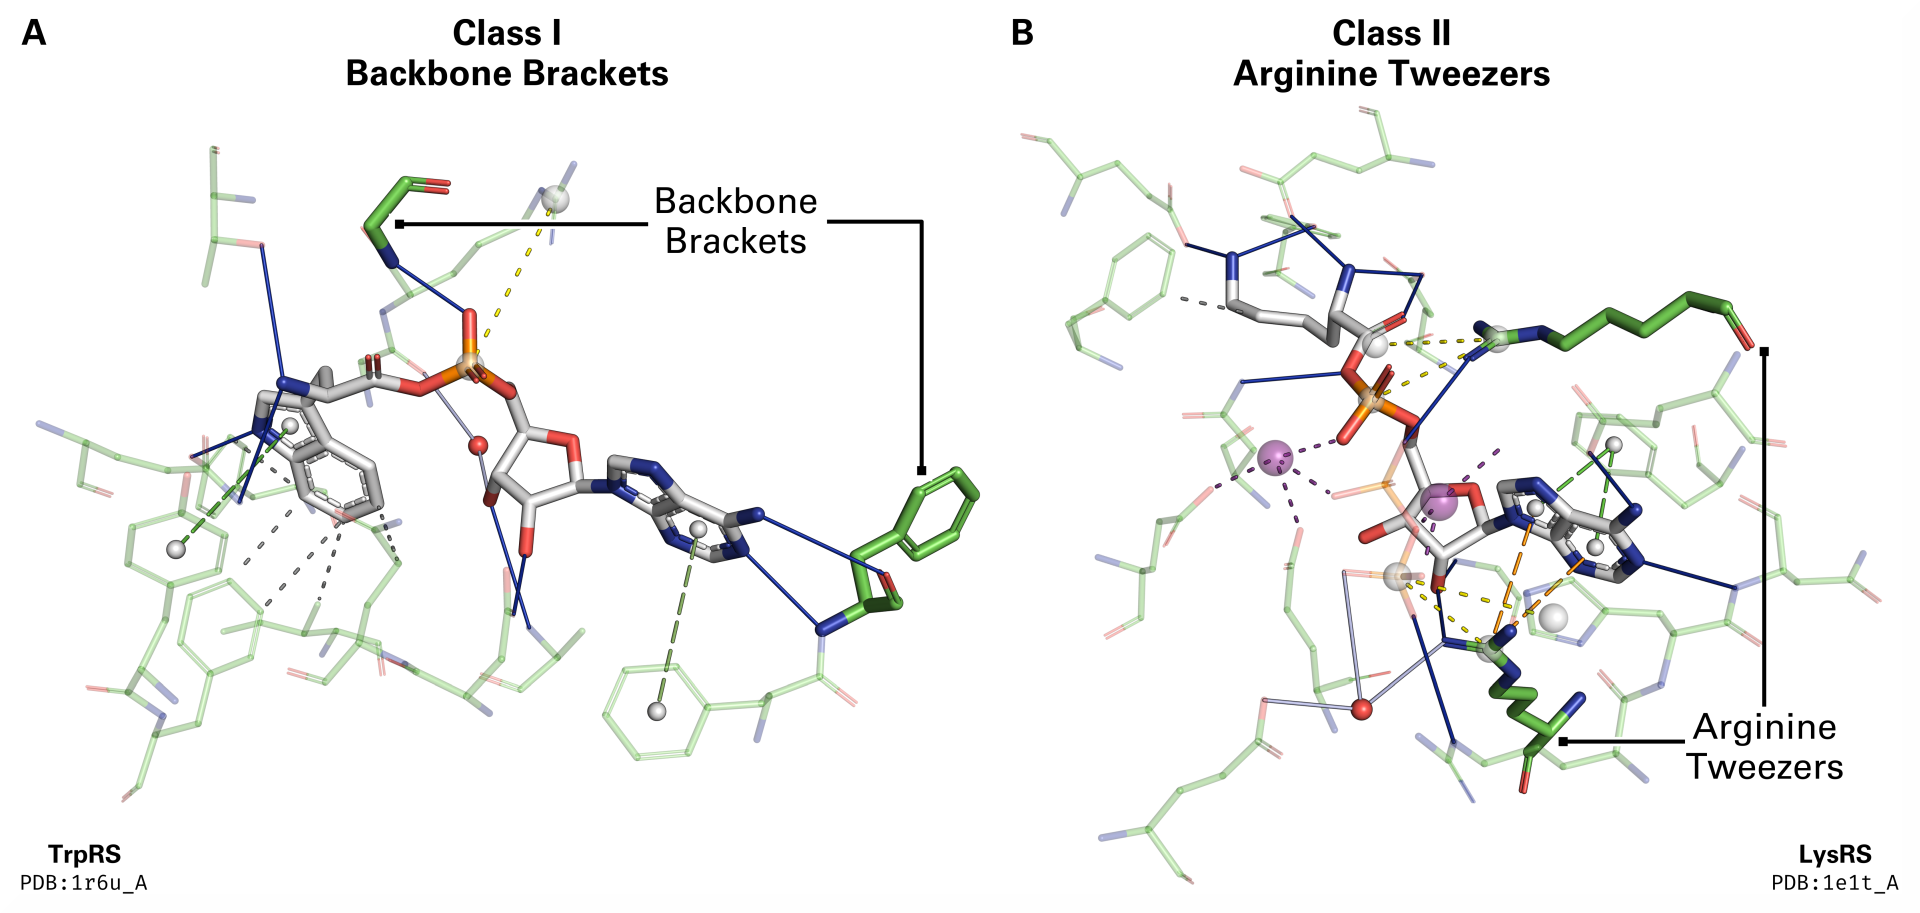 A
Class I
Backbone Brackets
Backbone
Brackets
TrpRS
PDB:1r6u_A
B
Class II
Arginine Tweezers
Arginine
Tweezers
LysRS
PDB:1e1t_A